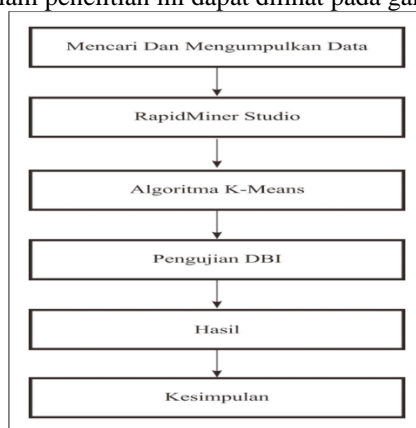 penelitian ini dapat dilihat pada
Mencari Dan Mengumpulkan Data
RapidMiner Studio
Algoritma K-Means
Pengujian DBI
Hasil
Kesimpulan